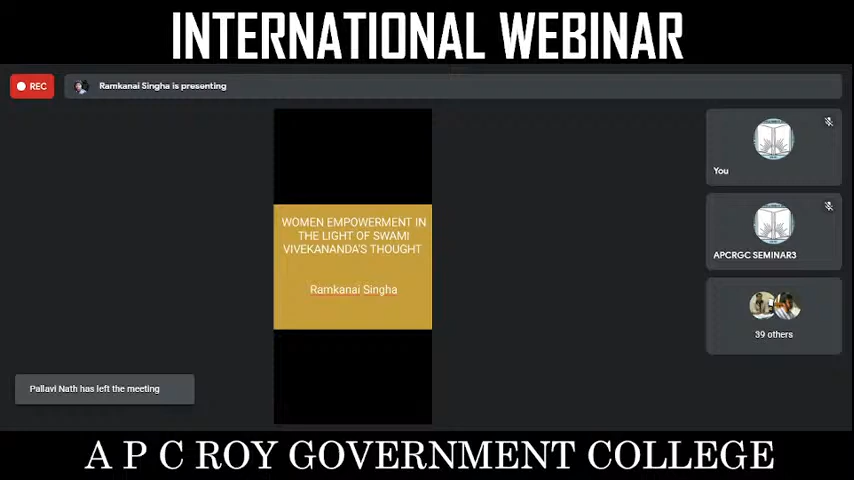 INTERNATIONAL WEBINAR
REC
Ramkanai Singha is presenting
You
WOMEN EMPOWERMENT IN
THE LIGHT OF SWAMI
VIVEKANANDA'S THOUGHT
Ramkanai Singha
APCRGC SEMINAR3
39 others
Pallavi Nath has left the meeting
A P C ROY GOVERNMENT COLLEGE